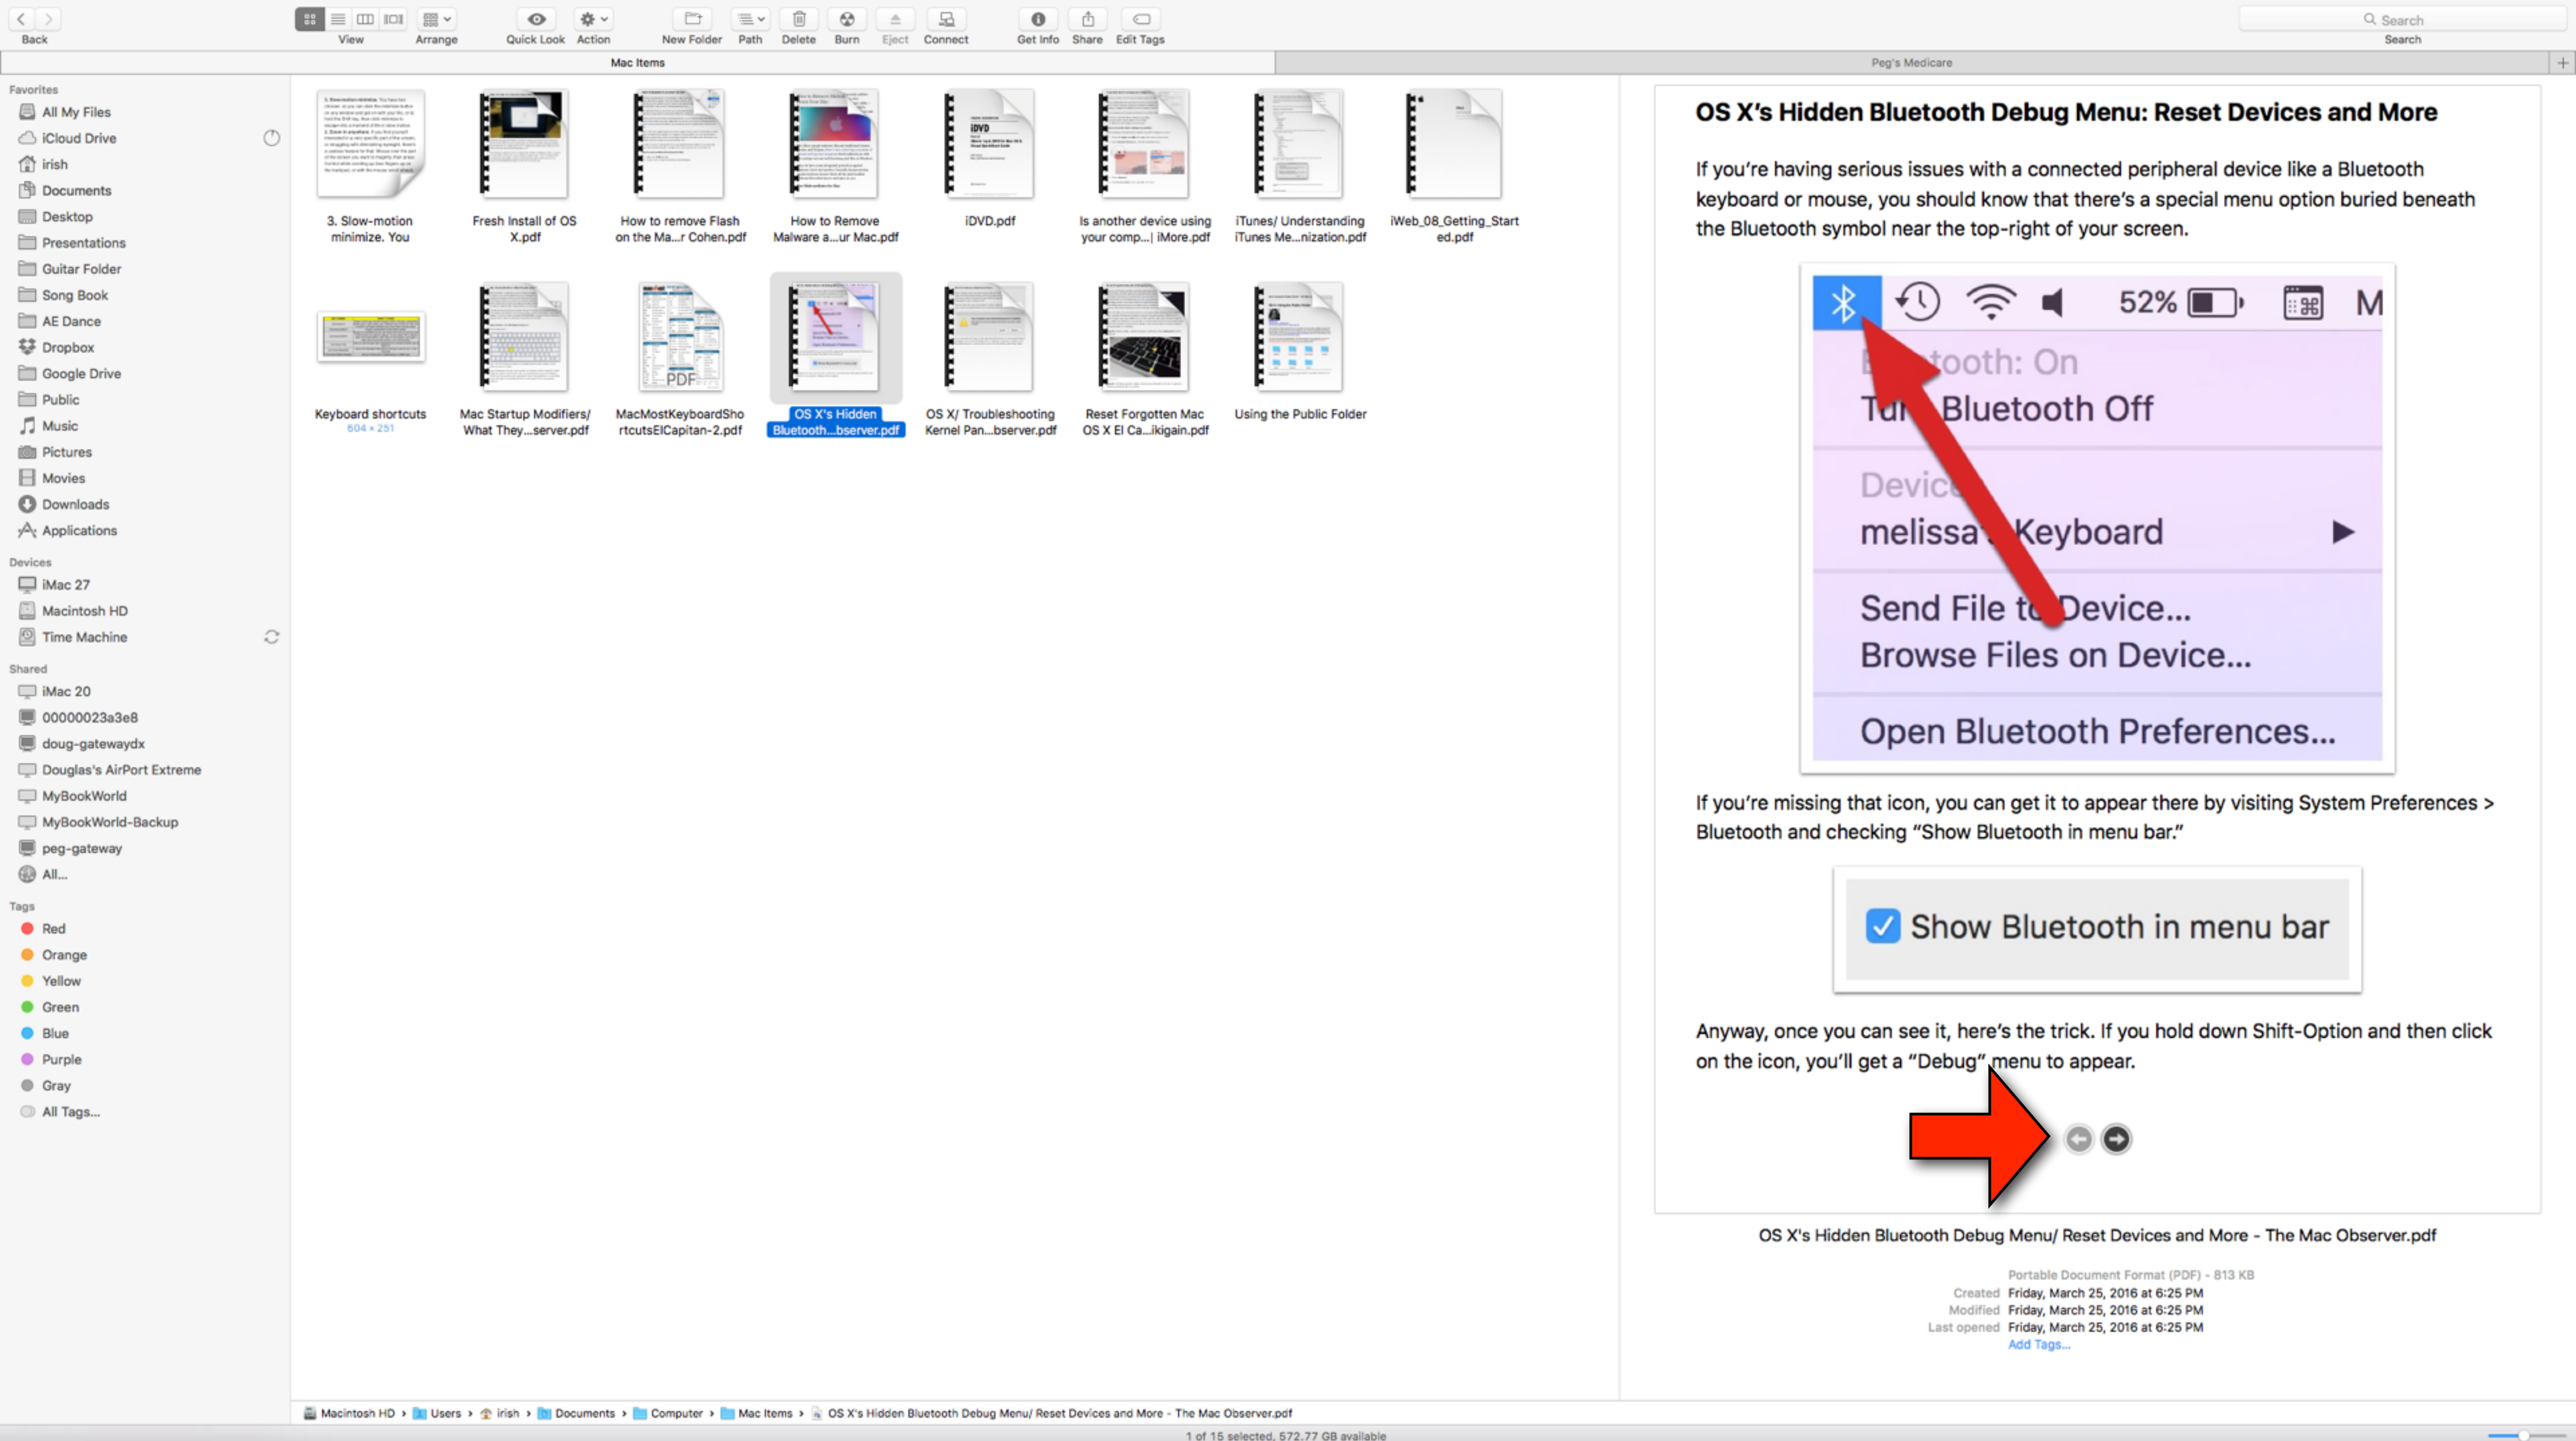 Back
View
Arrange
Quick Look
Action
New Folder
Path
Delete
Burn
Eject
Connect
Get Info
Share
Edit Tags
Search
Search
Mac Items
Peg's Medicare
Favorites
All My Files
iCloud Drive
irish
Documents
Desktop
Presentations
Guitar Folder
Song Book
AE Dance
Dropbox
Google Drive
Public
Music
Pictures
Movies
Downloads
Applications
Devices
iMac 27
Macintosh HD
Time Machine
Shared
iMac 20
00000023a3e8
doug-gatewaydx
Douglas's AirPort Extreme
MyBookWorld
MyBookWorld-Backup
peg-gateway
All...
Tags
Red
Orange
Yellow
Green
Blue
Purple
Gray
All Tags...
3. Slow-motion
minimize. You
Fresh Install of OS
X.pdf
How to remove Flash
on the Ma...r Cohen.pdf
How to Remove
Malware a...ur Mac.pdf
iDVD
iDVD.pdf
Is another device using
your comp...| iMore.pdf
iTunes/ Understanding
iTunes Me...nization.pdf
iWeb_08_Getting_Start
ed.pdf
Keyboard shortcuts
604 × 251
Mac Startup Modifiers/
What They...server.pdf
PDF
MacMostKeyboardSho
rtcutsElCapitan-2.pdf
OS X's Hidden
Bluetooth...bserver.pdf
OS X/ Troubleshooting
Kernel Pan...bserver.pdf
Reset Forgotten Mac
OS X El Ca...ikigain.pdf
Using the Public Folder
OS X’s Hidden Bluetooth Debug Menu: Reset Devices and More
If you’re having serious issues with a connected peripheral device like a Bluetooth
keyboard or mouse, you should know that there’s a special menu option buried beneath
the Bluetooth symbol near the top-right of your screen.
52%
M
tooth: On
Bluetooth Off
Keyboard
Send File to Device...
Browse Files on Device...
Open Bluetooth Preferences...
If you’re missing that icon, you can get it to appear there by visiting System Preferences >
Bluetooth and checking “Show Bluetooth in menu bar.”
Show Bluetooth in menu bar
Anyway, once you can see it, here’s the trick. If you hold down Shift-Option and then click
on the icon, you’ll get a “Debug” menu to appear.
OS X's Hidden Bluetooth Debug Menu/ Reset Devices and More - The Mac Observer.pdf
Portable Document Format (PDF) - 813 KB
Created Friday, March 25, 2016 at 6:25 PM
Modified Friday, March 25, 2016 at 6:25 PM
Last opened Friday, March 25, 2016 at 6:25 PM
Add Tags...
Macintosh HD › Users › irish › Documents › Computer › Mac Items › OS X's Hidden Bluetooth Debug Menu/ Reset Devices and More - The Mac Observer.pdf
1 of 15 selected, 572.77 GB available